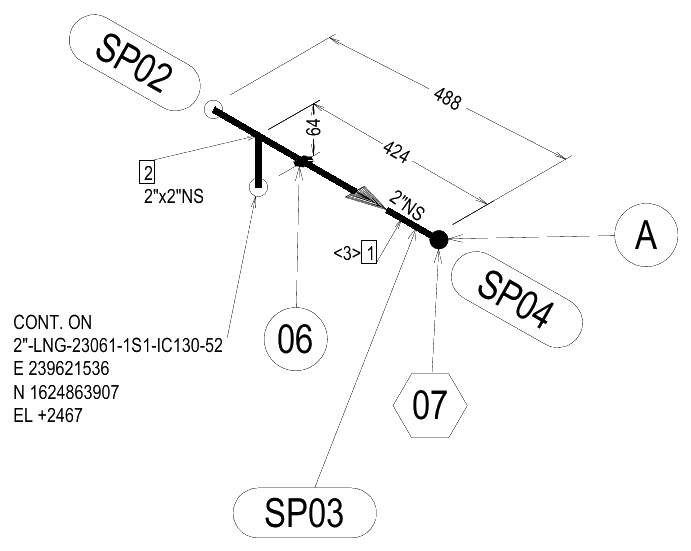 SP02
488
64
424
2
2"x2"NS
2"NS
A
<3> 1
SP04
06
07
CONT. ON
2"-LNG-23061-1S1-IC130-52
E 239621536
N 1624863907
EL +2467
SP03